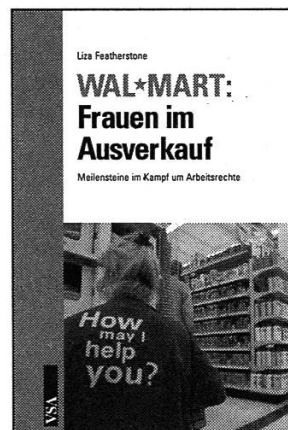 Liza Featherstone
WAL★MART:
Frauen im
Ausverkauf
Meilensteine im Kampf um Arbeitsrechte
How
may I
help
you?
VSA